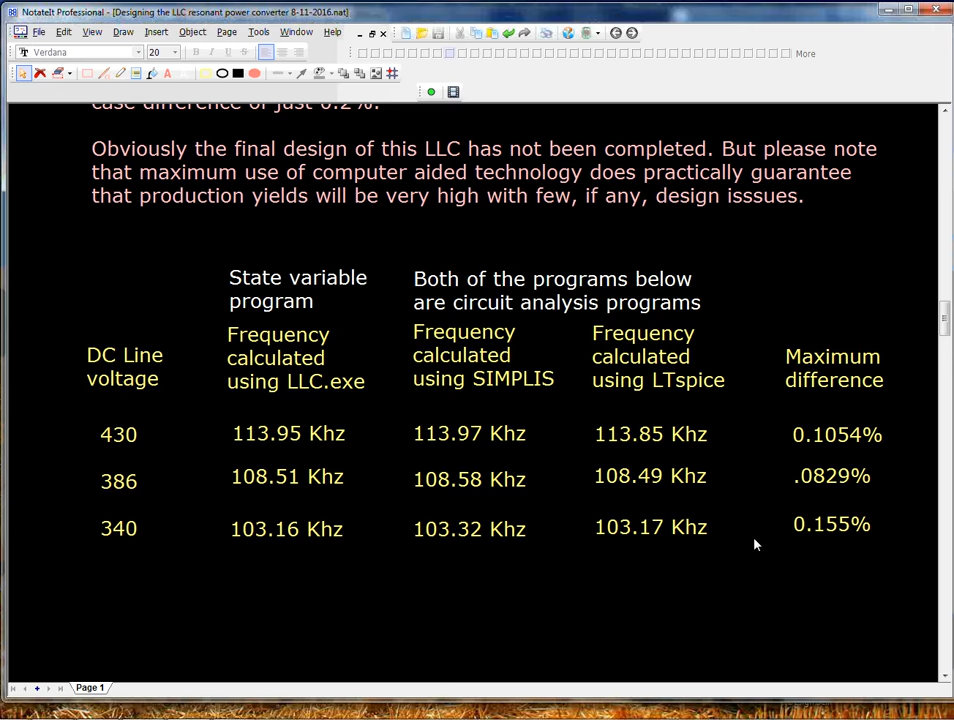 NotateIt Professional - [Designing the LLC resonant power converter 8-11-2016.nat]
File Edit View Draw Insert Object Page Tools Window Help
Verdana 20 B I U S More
Obviously the final design of this LLC has not been completed. But please note
that maximum use of computer aided technology does practically guarantee
that production yields will be very high with few, if any, design isssues.
State variable
program
Both of the programs below
are circuit analysis programs
DC Line
voltage
Frequency
calculated
using LLC.exe
Frequency
calculated
using SIMPLIS
Frequency
calculated
using LTspice
Maximum
difference
430 113.95 Khz 113.97 Khz 113.85 Khz 0.1054%
386 108.51 Khz 108.58 Khz 108.49 Khz .0829%
340 103.16 Khz 103.32 Khz 103.17 Khz 0.155%
Page 1